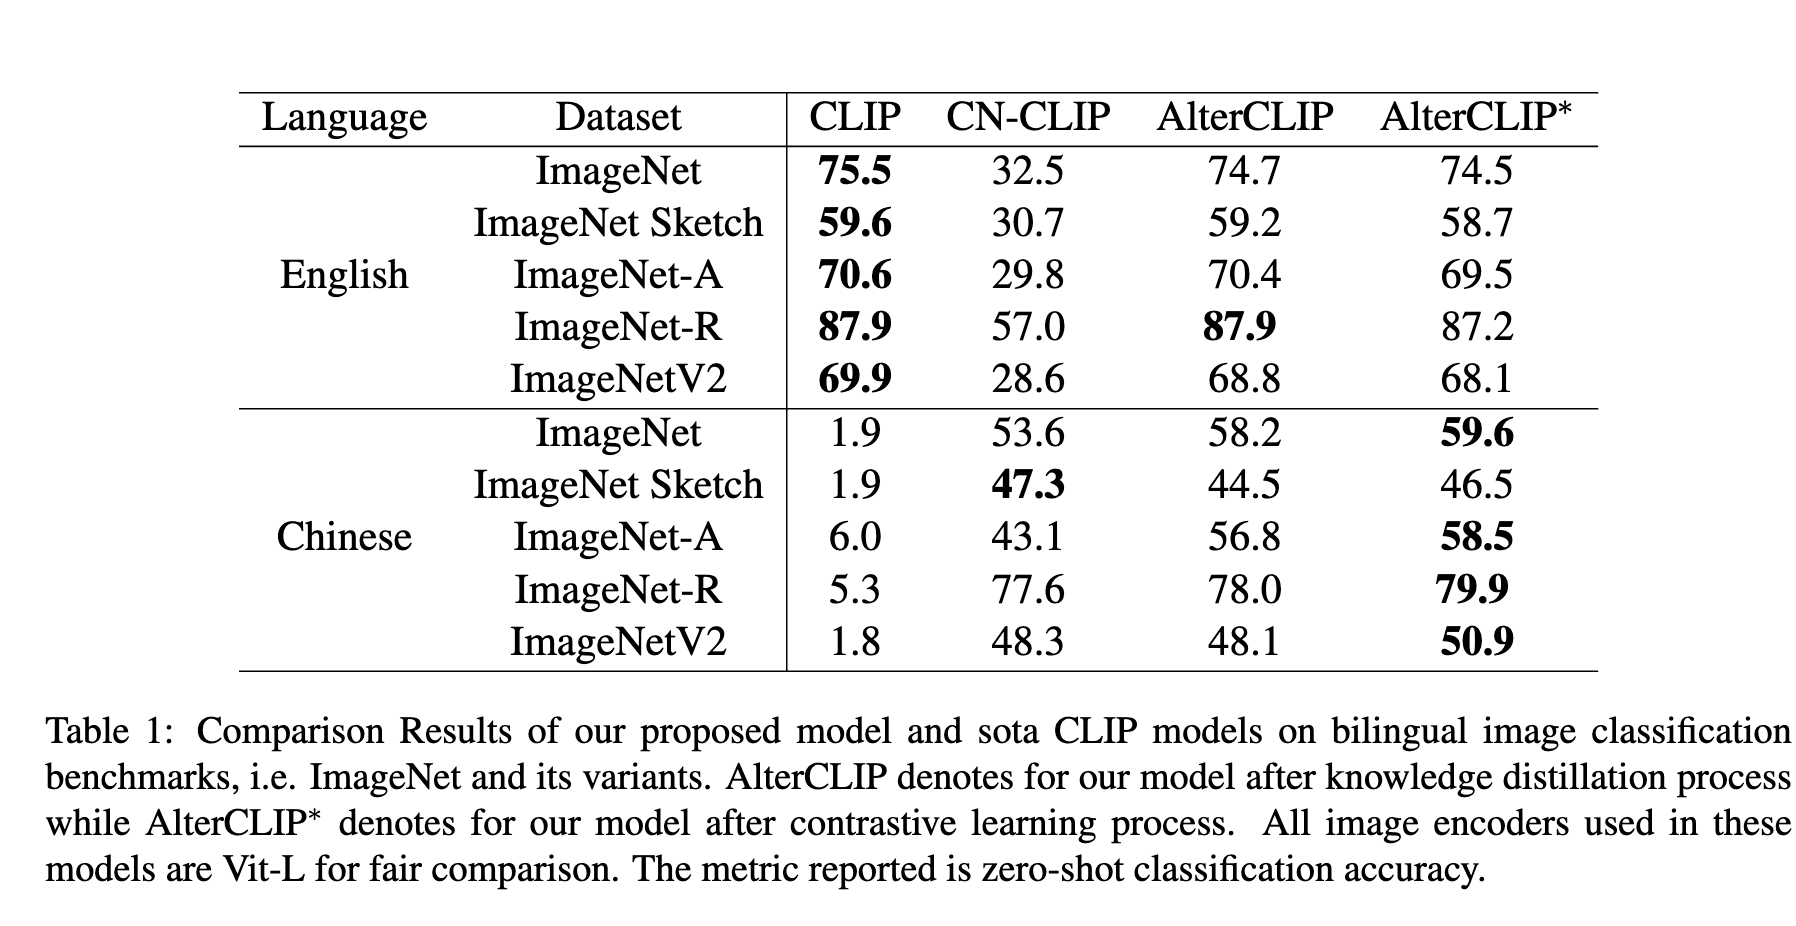 Language Dataset CLIP CN-CLIP AlterCLIP AlterCLIP*
ImageNet 75.5 32.5 74.7 74.5
ImageNet Sketch 59.6 30.7 59.2 58.7
English ImageNet-A 70.6 29.8 70.4 69.5
ImageNet-R 87.9 57.0 87.9 87.2
ImageNetV2 69.9 28.6 68.8 68.1
ImageNet 1.9 53.6 58.2 59.6
ImageNet Sketch 1.9 47.3 44.5 46.5
Chinese ImageNet-A 6.0 43.1 56.8 58.5
ImageNet-R 5.3 77.6 78.0 79.9
ImageNetV2 1.8 48.3 48.1 50.9
Table 1: Comparison Results of our proposed model and sota CLIP models on bilingual image classification
benchmarks, i.e. ImageNet and its variants. AlterCLIP denotes for our model after knowledge distillation process
while AlterCLIP* denotes for our model after contrastive learning process. All image encoders used in these
models are Vit-L for fair comparison. The metric reported is zero-shot classification accuracy.